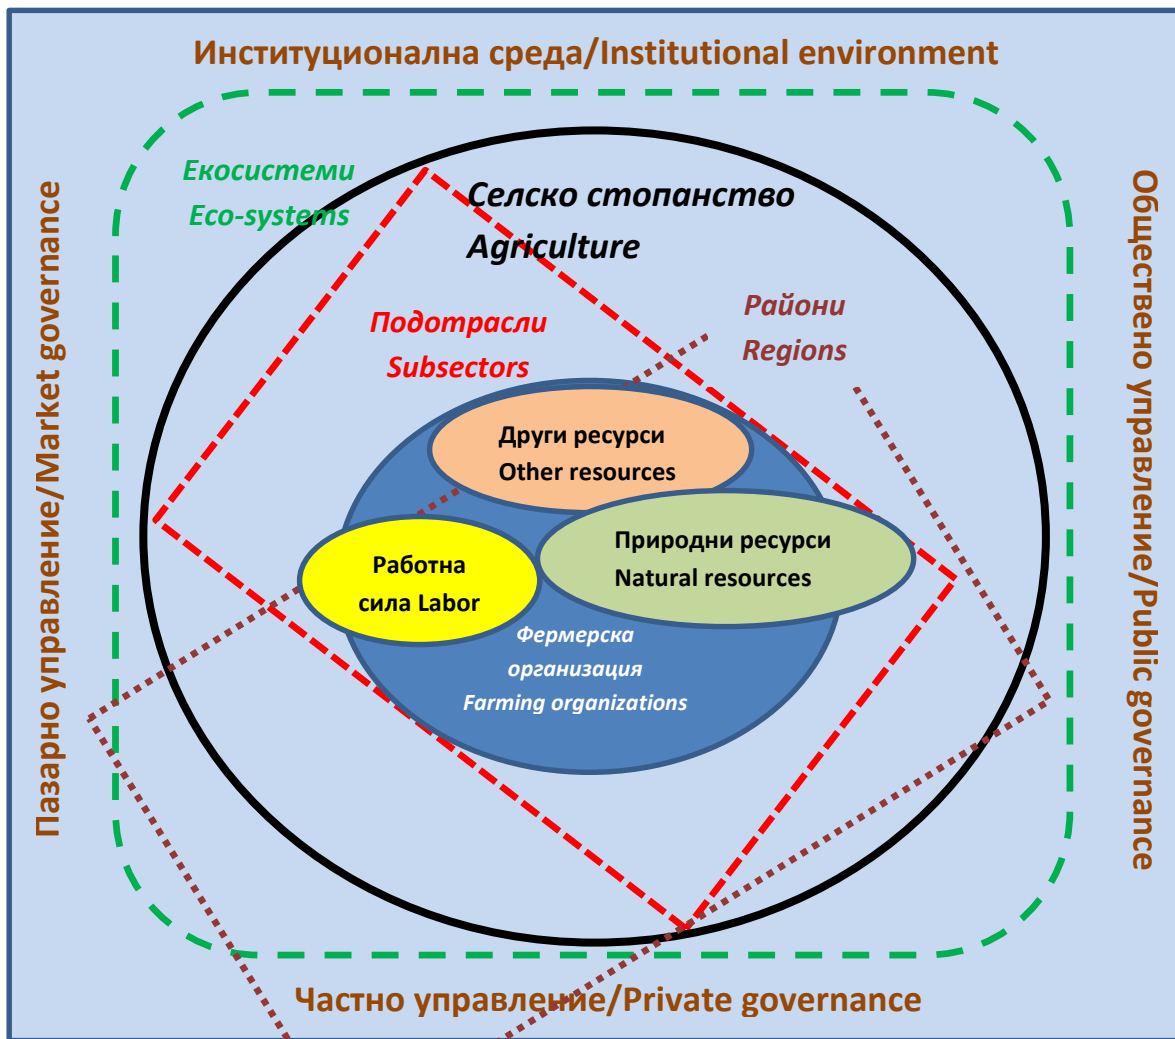 Институционална среда/Institutional environment
Екосистеми
Eco-systems
Селско стопанство
Agriculture
Пазарно управление/Market governance
Обществено управление/Public governance
Подотрасли
Subsectors
Райони
Regions
Други ресурси
Other resources
Природни ресурси
Natural resources
Работна
сила Labor
Фермерска
организация
Farming organizations
Частно управление/Private governance